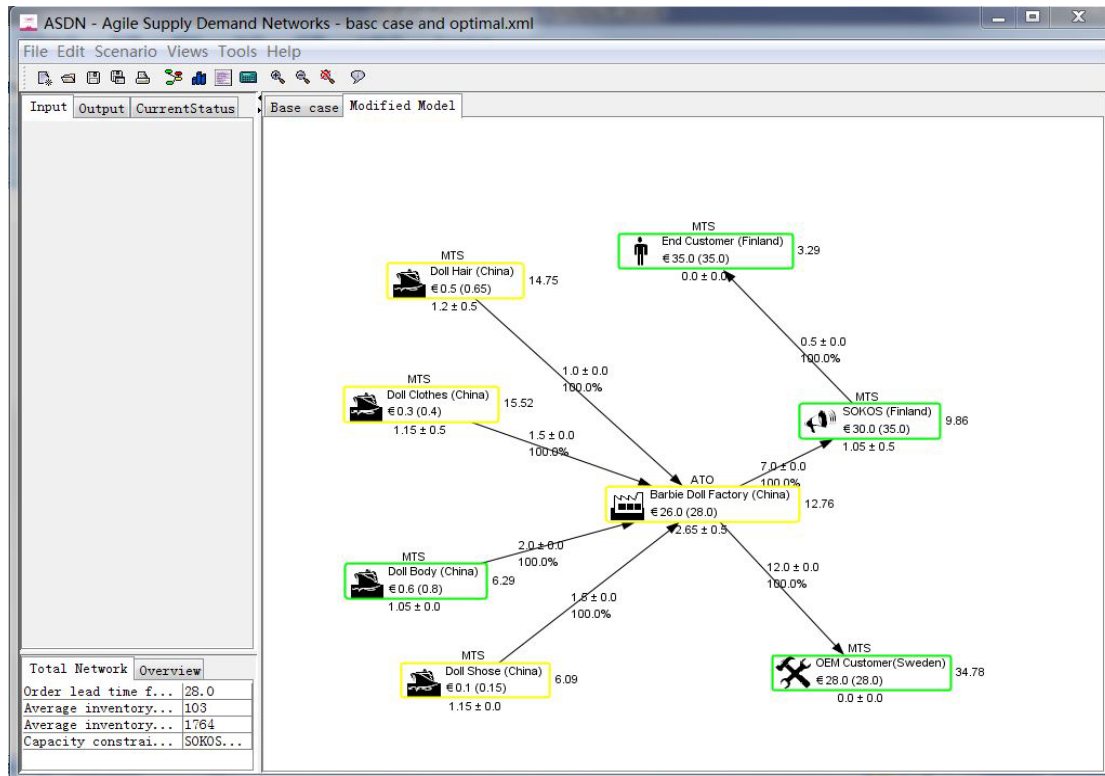 ASDN - Agile Supply Demand Networks - basc case and optimal.xml
File Edit Scenario Views Tools Help
Input Output CurrentStatus
Base case Modified Model
MTS
End Customer (Finland)
€ 35.0 (35.0)
3.29
0.0 ± 0.0
MTS
Doll Hair (China)
€ 0.5 (0.65)
14.75
1.2 ± 0.5
0.5 ± 0.0
100.0%
1.0 ± 0.0
100.0%
MTS
Doll Clothes (China)
€ 0.3 (0.4)
15.52
1.15 ± 0.5
MTS
SOKOS (Finland)
€ 30.0 (35.0)
9.86
1.05 ± 0.5
1.5 ± 0.0
100.0%
7.0 ± 0.0
100.0%
ATO
Barbie Doll Factory (China)
€ 26.0 (28.0)
12.76
2.65 ± 0.5
2.0 ± 0.0
100.0%
MTS
Doll Body (China)
€ 0.6 (0.8)
6.29
1.05 ± 0.0
12.0 ± 0.0
100.0%
1.5 ± 0.0
100.0%
MTS
Doll Shose (China)
€ 0.1 (0.15)
6.09
1.15 ± 0.0
MTS
OEM Customer(Sweden)
€ 28.0 (28.0)
34.78
0.0 ± 0.0
Total Network Overview
Order lead time f... 28.0
Average inventory... 103
Average inventory... 1764
Capacity constrai... SOKOS...